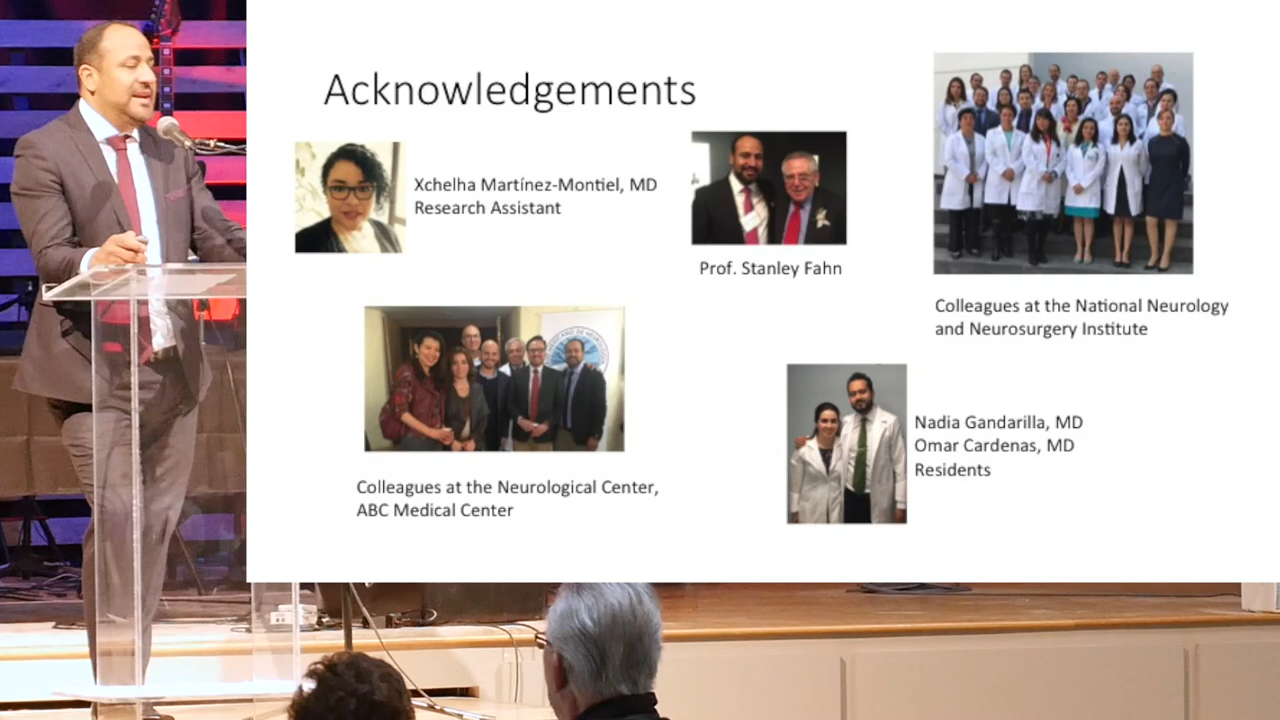 Acknowledgements
Xchelha Martínez-Montiel, MD
Research Assistant
Prof. Stanley Fahn
Colleagues at the National Neurology
and Neurosurgery Institute
Nadia Gandarilla, MD
Omar Cardenas, MD
Residents
Colleagues at the Neurological Center,
ABC Medical Center